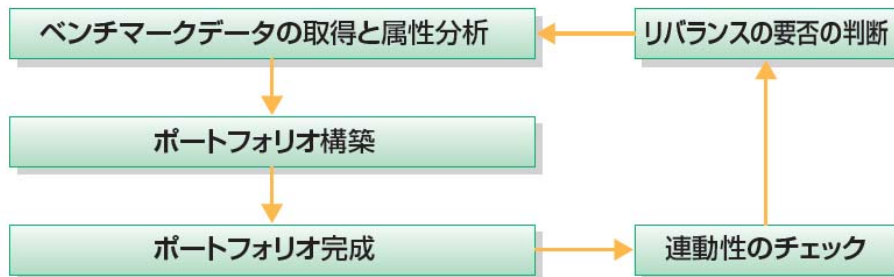 ベンチマークデータの取得と属性分析
リバランスの要否の判断
ポートフォリオ構築
ポートフォリオ完成
連動性のチェック